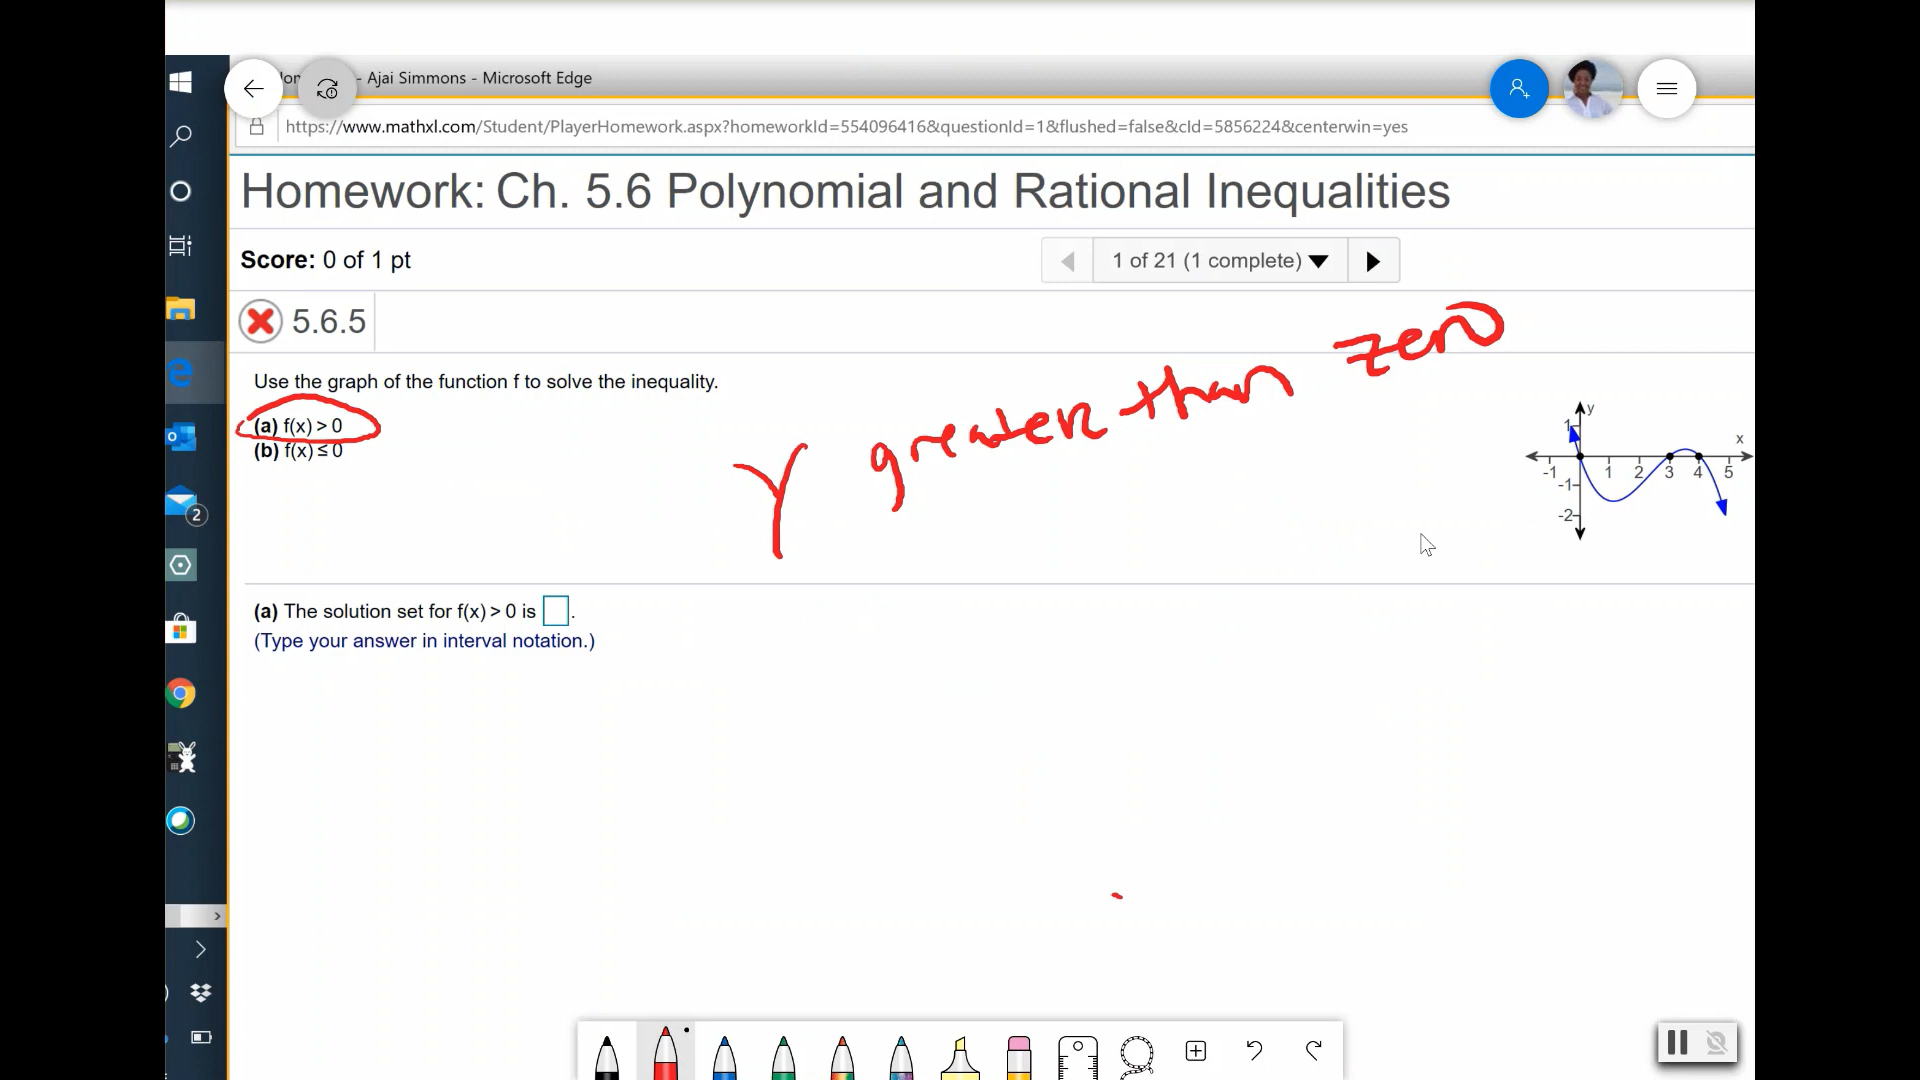 - Ajai Simmons - Microsoft Edge
https://www.mathxl.com/Student/PlayerHomework.aspx?homeworkId=554096416&questionId=1&flushed=false&cId=5856224&centerwin=yes
Homework: Ch. 5.6 Polynomial and Rational Inequalities
Score: 0 of 1 pt
1 of 21 (1 complete)
5.6.5
Use the graph of the function f to solve the inequality.
(a) f(x) > 0
(b) f(x) ≤ 0
Y greater than zero
y
1
x
-1 1 2 3 4 5
-1
-2
2
(a) The solution set for f(x) > 0 is .
(Type your answer in interval notation.)